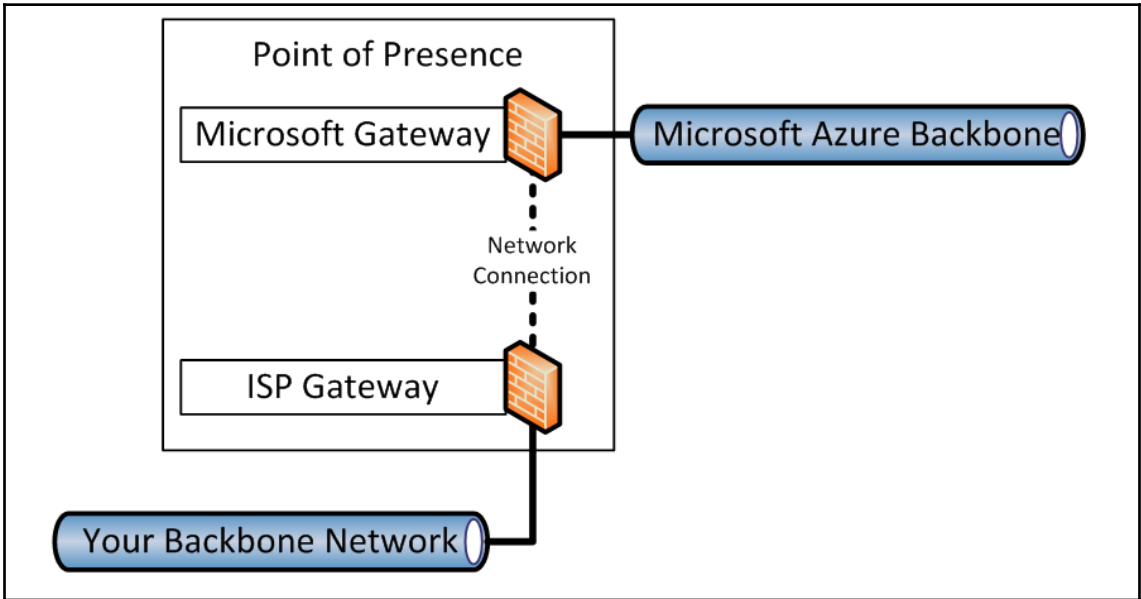 Point of Presence
Microsoft Gateway
Microsoft Azure Backbone
Network
Connection
ISP Gateway
Your Backbone Network